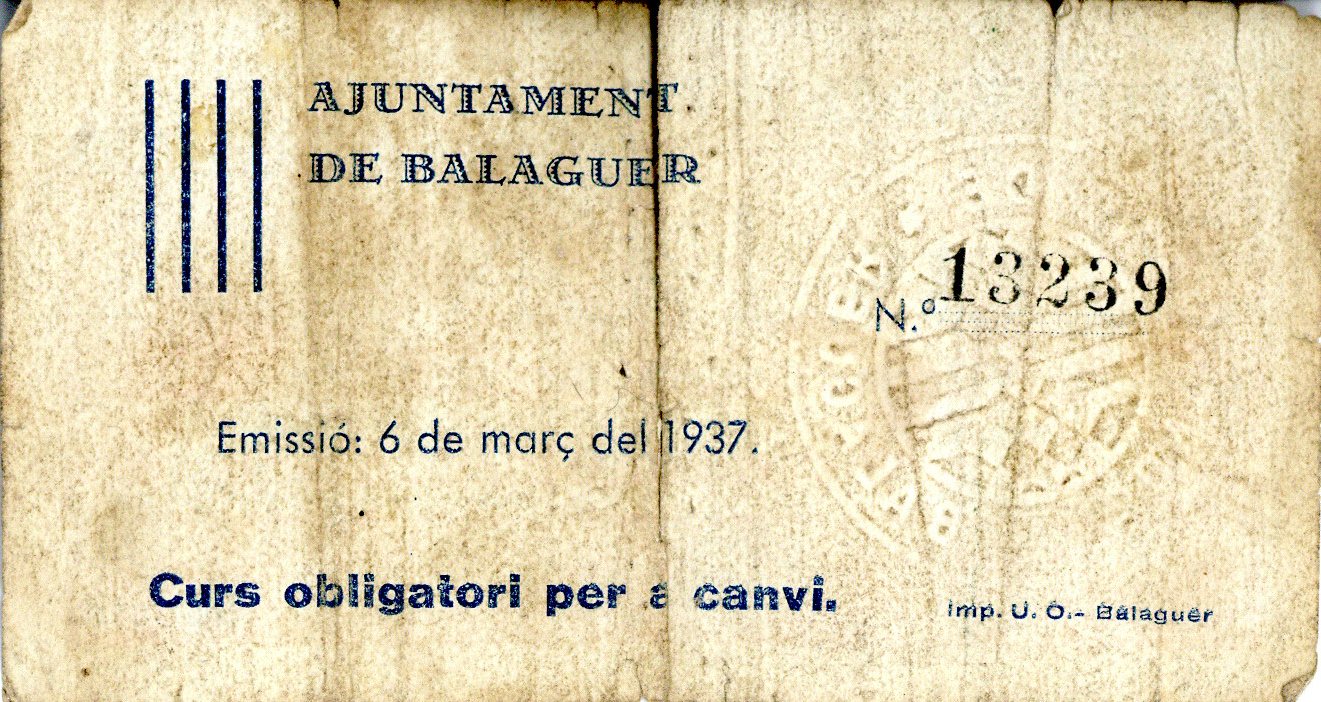 AJUNTAMENT
DE BALAGUER
N.º 13239
Emissió: 6 de març del 1937.
Curs obligatori per a canvi.
Imp. U. O.- Balaguer